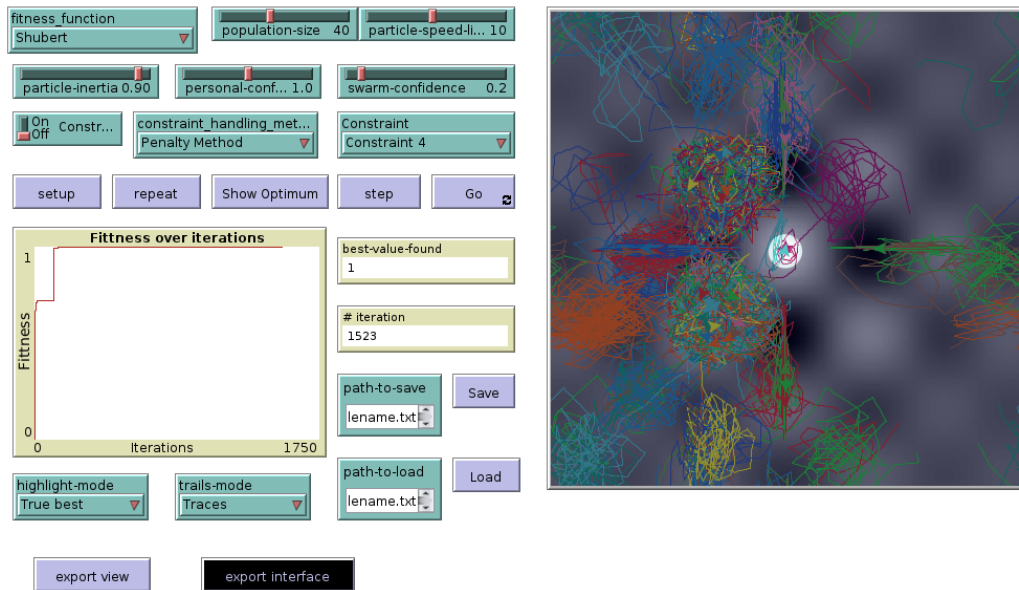 fitness_function
Shubert
population-size 40
particle-speed-li... 10
particle-inertia 0.90
personal-conf... 1.0
swarm-confidence 0.2
On
Off
Constr...
constraint_handling_met...
Penalty Method
Constraint
Constraint 4
setup
repeat
Show Optimum
step
Go
Fittness over iterations
1
Fittness
0
0
Iterations
1750
best-value-found
1
# iteration
1523
path-to-save
lename.txt
Save
path-to-load
lename.txt
Load
highlight-mode
True best
trails-mode
Traces
export view
export interface